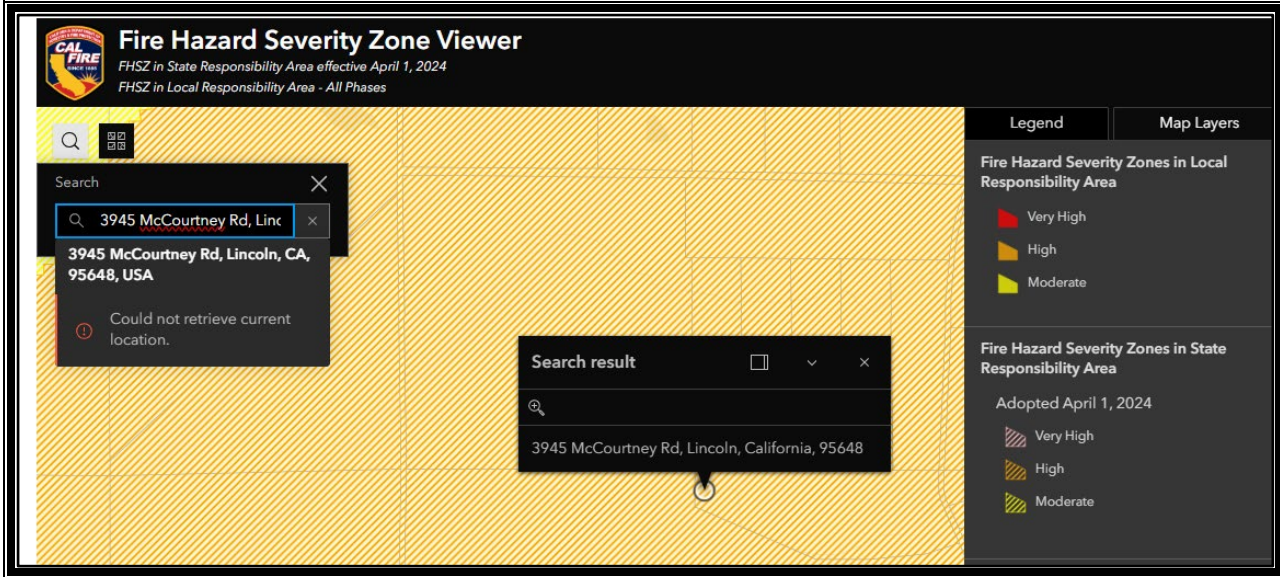 CAL
FIRE
SINCE 1885
Fire Hazard Severity Zone Viewer
FHSZ in State Responsibility Area effective April 1, 2024
FHSZ in Local Responsibility Area - All Phases
Search
3945 McCourtney Rd, Linc
3945 McCourtney Rd, Lincoln, CA,
95648, USA
Could not retrieve current
location.
Search result
3945 McCourtney Rd, Lincoln, California, 95648
Legend
Map Layers
Fire Hazard Severity Zones in Local
Responsibility Area
Very High
High
Moderate
Fire Hazard Severity Zones in State
Responsibility Area
Adopted April 1, 2024
Very High
High
Moderate